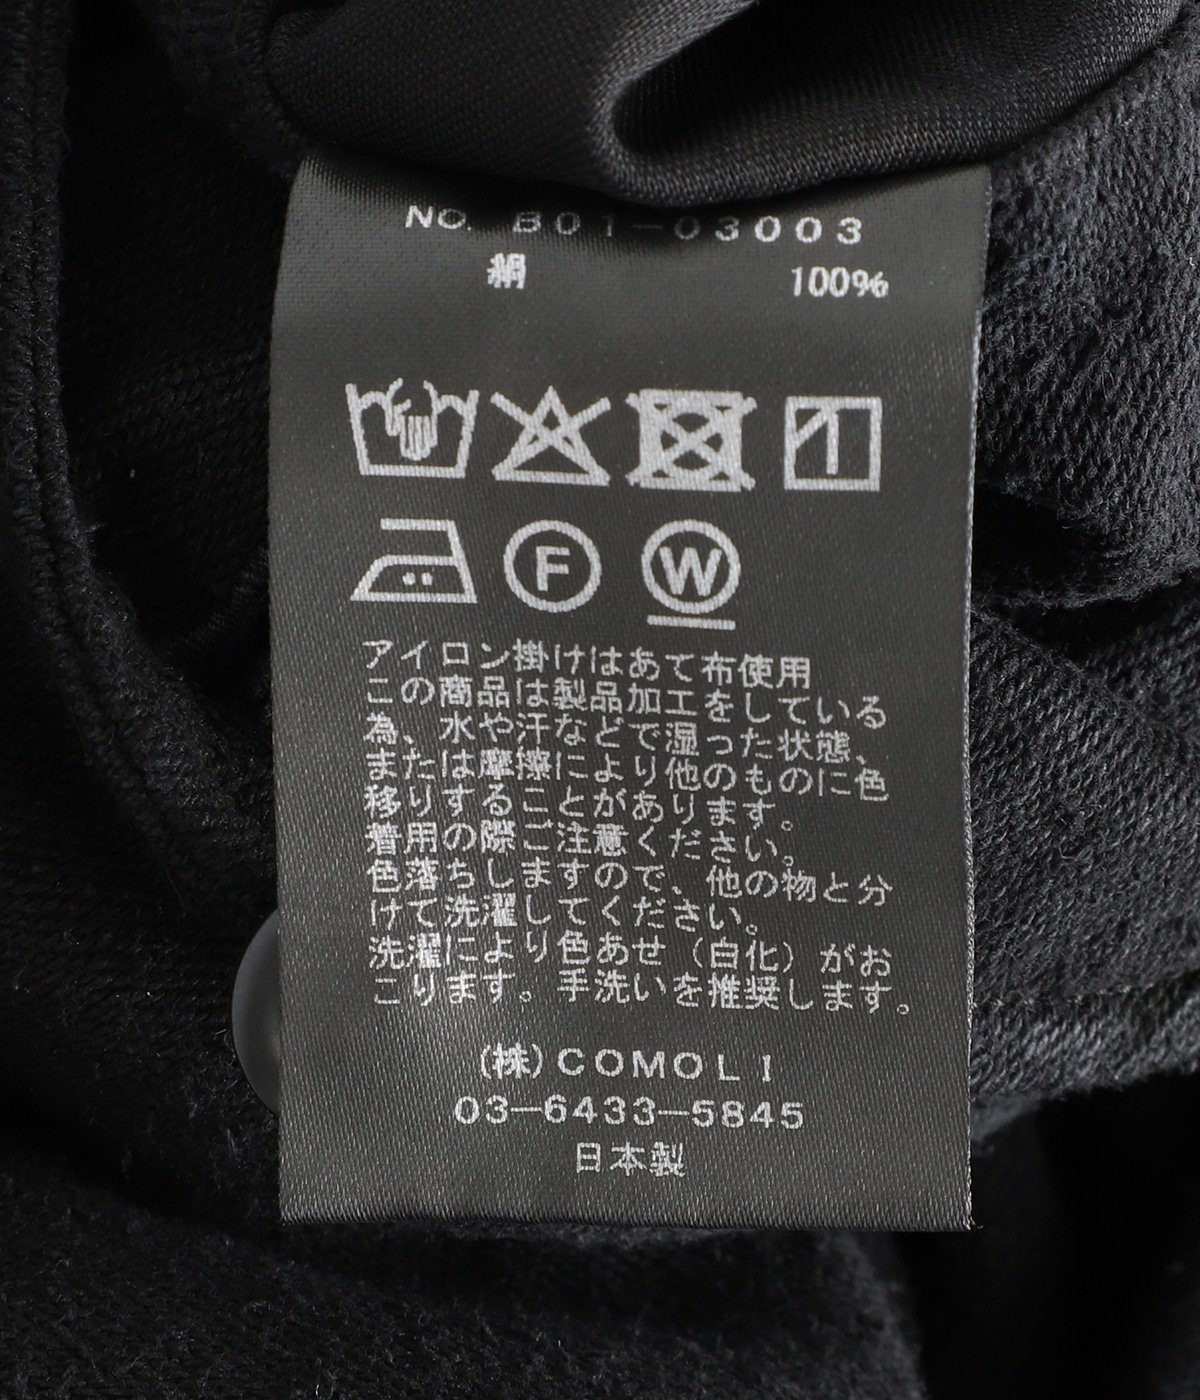 NO. B01-03003
絹 100%
F W
アイロン掛けはあて布使用
この商品は製品加工をしている
為、水や汗などで湿った状態、
または摩擦により他のものに色
移りすることがあります。
着用の際ご注意ください。
色落ちしますので、他の物と分
けて洗濯してください。
洗濯により色あせ(白化)がお
こります。手洗いを推奨します。
(株)COMOLI
03-6433-5845
日本製